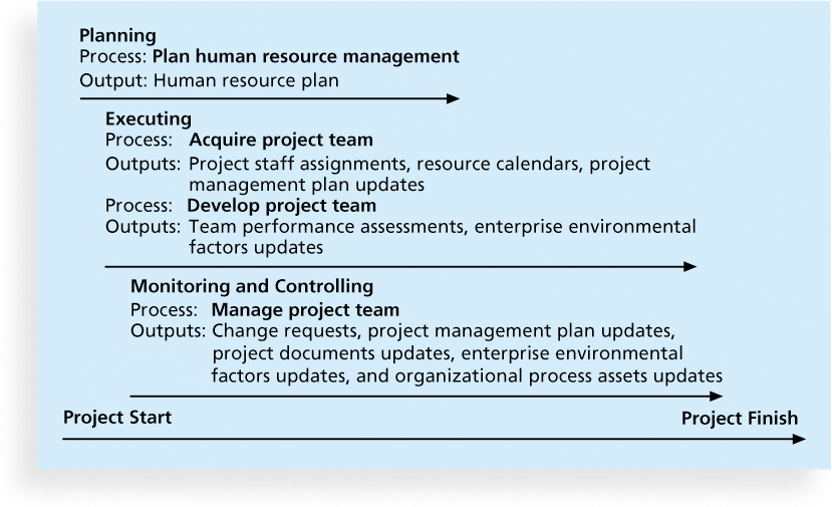 Planning
Process: Plan human resource management
Output: Human resource plan
Executing
Process: Acquire project team
Outputs: Project staff assignments, resource calendars, project
management plan updates
Process: Develop project team
Outputs: Team performance assessments, enterprise environmental
factors updates
Monitoring and Controlling
Process: Manage project team
Outputs: Change requests, project management plan updates,
project documents updates, enterprise environmental
factors updates, and organizational process assets updates
Project Start
Project Finish